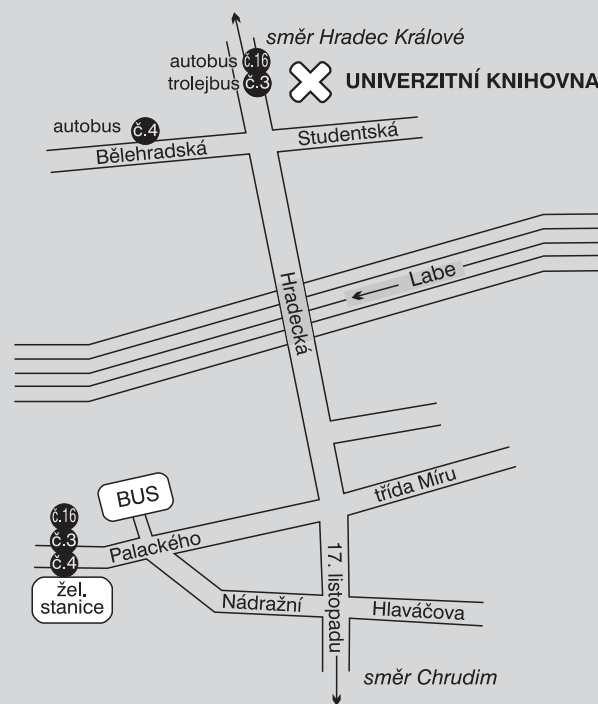 směr Hradec Králové
autobus č.16
trolejbus č.3
UNIVERZITNÍ KNIHOVNA
autobus č.4
Studentská
Bělehradská
Labe
Hradecká
třída Míru
BUS
č.16
č.3
č.4
Palackého
žel.
stanice
17. listopadu
Nádražní
Hlaváčova
směr Chrudim